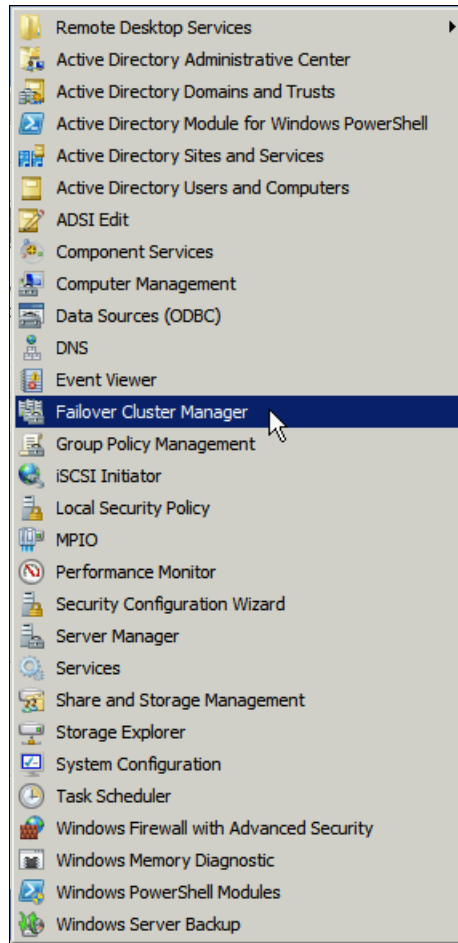 Remote Desktop Services
Active Directory Administrative Center
Active Directory Domains and Trusts
Active Directory Module for Windows PowerShell
Active Directory Sites and Services
Active Directory Users and Computers
ADSI Edit
Component Services
Computer Management
Data Sources (ODBC)
DNS
Event Viewer
Failover Cluster Manager
Group Policy Management
iSCSI Initiator
Local Security Policy
MPIO
Performance Monitor
Security Configuration Wizard
Server Manager
Services
Share and Storage Management
Storage Explorer
System Configuration
Task Scheduler
Windows Firewall with Advanced Security
Windows Memory Diagnostic
Windows PowerShell Modules
Windows Server Backup